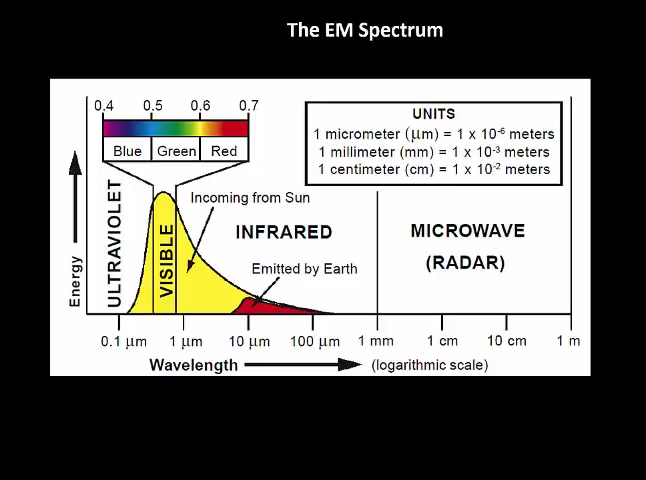 The EM Spectrum
0.4 0.5 0.6 0.7
Blue Green Red
UNITS
1 micrometer (μm) = 1 x 10⁻⁶ meters
1 millimeter (mm) = 1 x 10⁻³ meters
1 centimeter (cm) = 1 x 10⁻² meters
Energy
ULTRAVIOLET
VISIBLE
Incoming from Sun
INFRARED
Emitted by Earth
MICROWAVE
(RADAR)
0.1 μm 1 μm 10 μm 100 μm 1 mm 1 cm 10 cm 1 m
Wavelength (logarithmic scale)